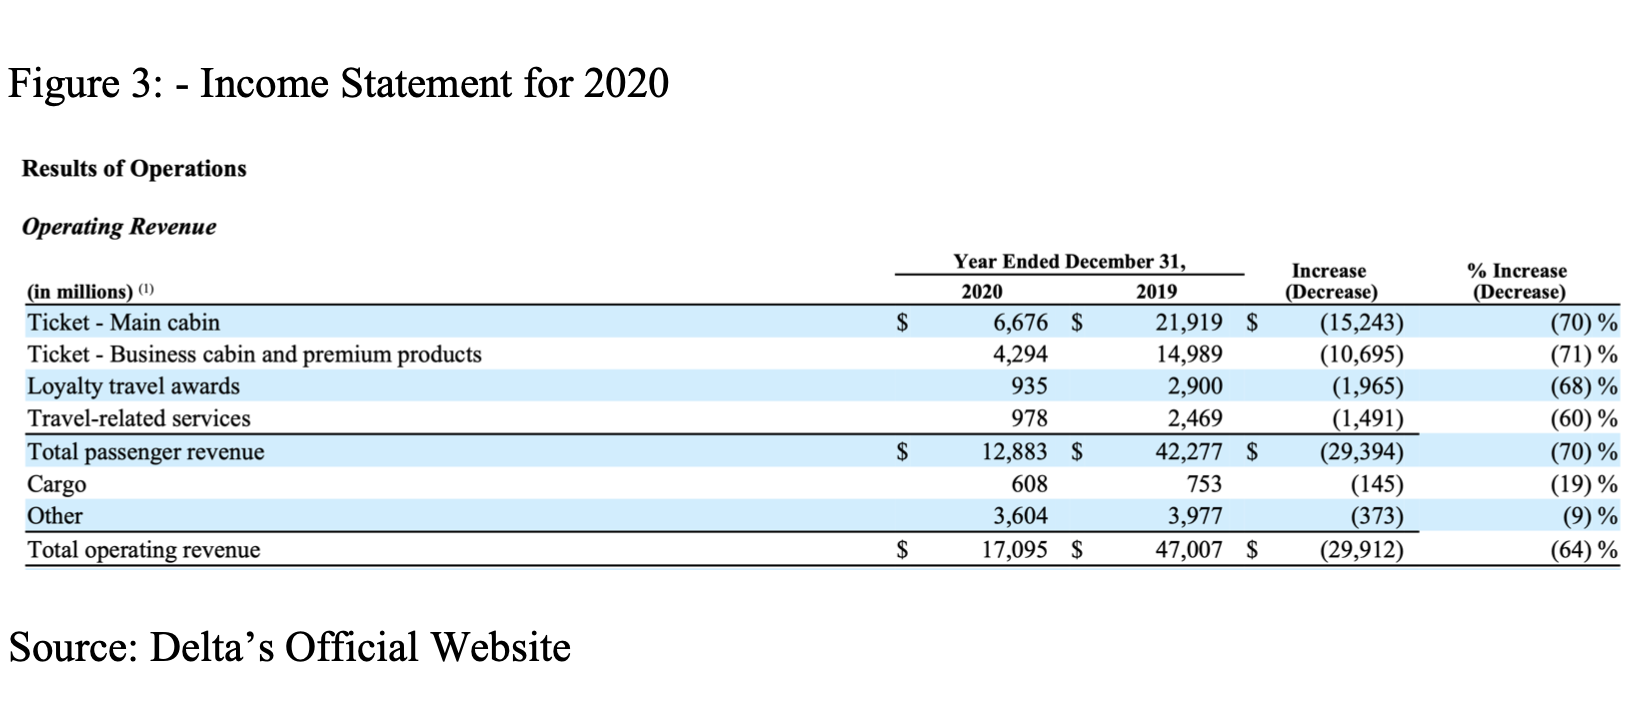 Figure 3: - Income Statement for 2020
Results of Operations
Operating Revenue
Year Ended December 31,
Increase (Decrease)
% Increase (Decrease)
(in millions) (1) 2020 2019
Ticket - Main cabin $ 6,676 $ 21,919 $ (15,243) (70) %
Ticket - Business cabin and premium products 4,294 14,989 (10,695) (71) %
Loyalty travel awards 935 2,900 (1,965) (68) %
Travel-related services 978 2,469 (1,491) (60) %
Total passenger revenue $ 12,883 $ 42,277 $ (29,394) (70) %
Cargo 608 753 (145) (19) %
Other 3,604 3,977 (373) (9) %
Total operating revenue $ 17,095 $ 47,007 $ (29,912) (64) %
Source: Delta’s Official Website